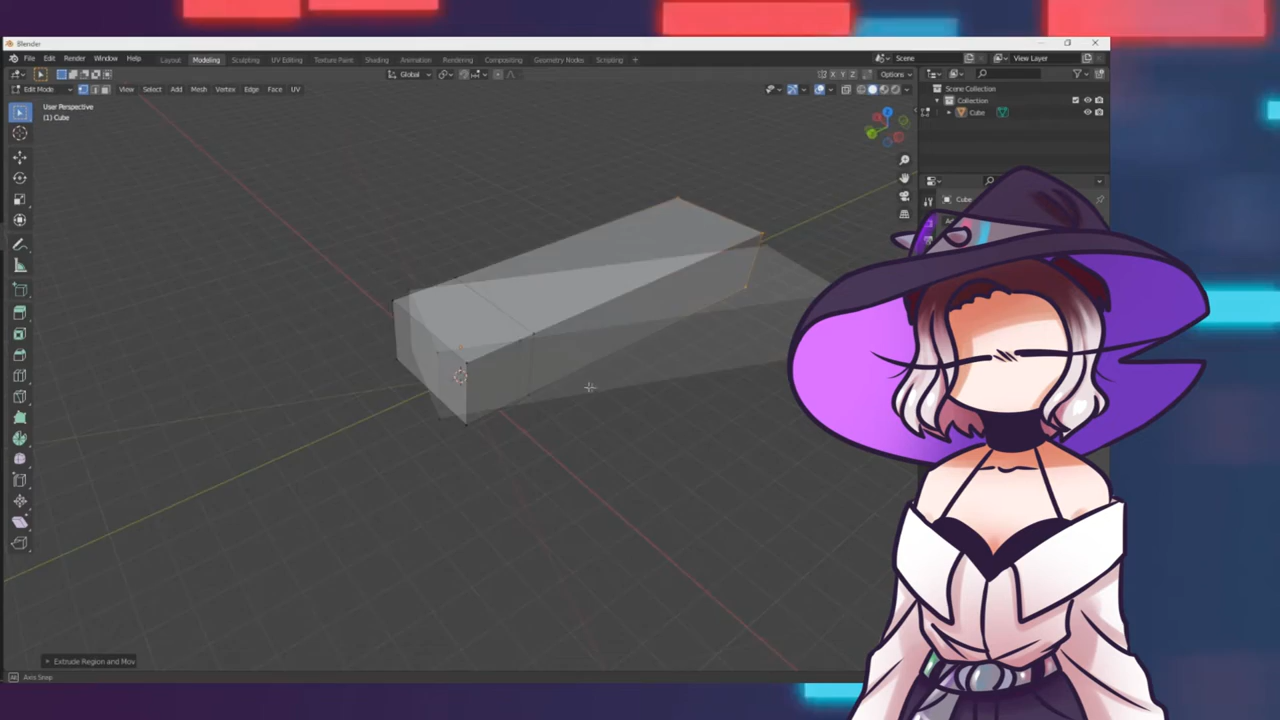 Blender
File Edit Render Window Help Layout Modeling Sculpting UV Editing Texture Paint Shading Animation Rendering Compositing Geometry Nodes Scripting + Scene View Layer
Global X Y Z Options
Edit Mode View Select Add Mesh Vertex Edge Face UV
Scene Collection
Collection
Cube
User Perspective
(1) Cube
Cube
Extrude Region and Mov
Axis Snap